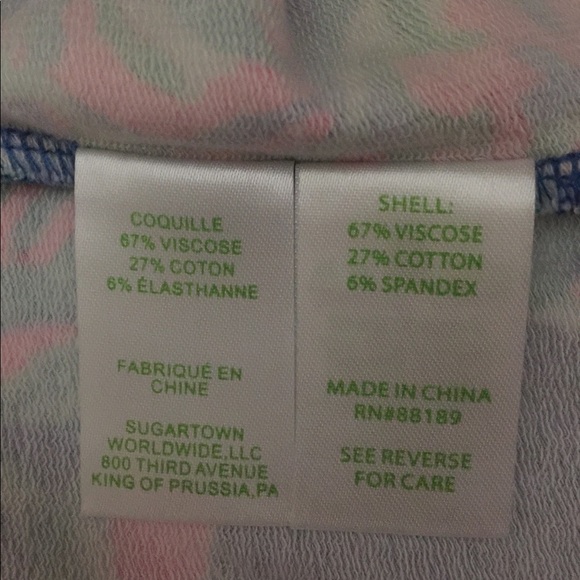 COQUILLE
67% VISCOSE
27% COTON
6% ÉLASTHANNE
FABRIQUÉ EN
CHINE
SUGARTOWN
WORLDWIDE,LLC
800 THIRD AVENUE
KING OF PRUSSIA,PA
SHELL:
67% VISCOSE
27% COTTON
6% SPANDEX
MADE IN CHINA
RN#88189
SEE REVERSE
FOR CARE